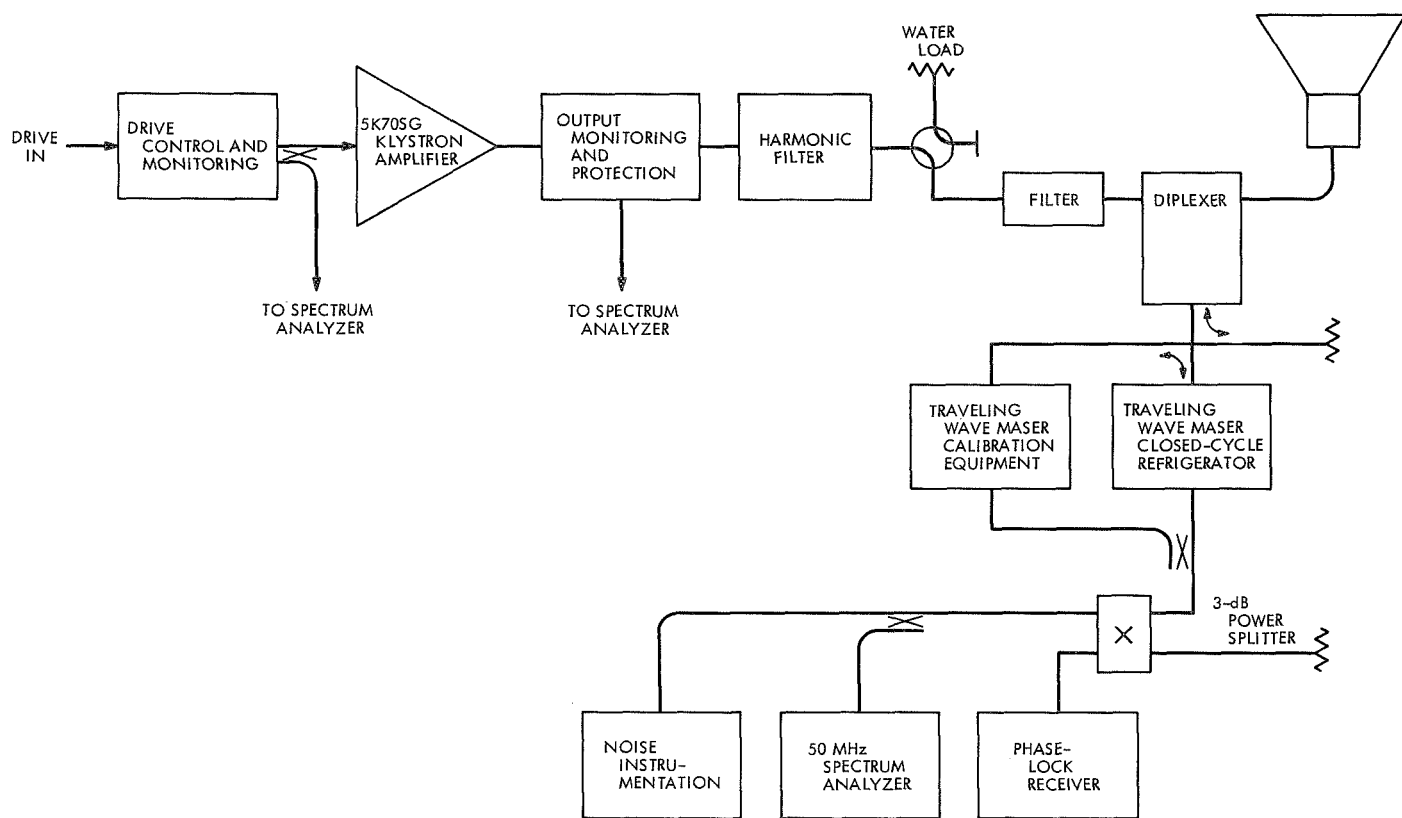 DRIVE
IN
DRIVE
CONTROL AND
MONITORING
TO SPECTRUM
ANALYZER
5K70SG
KLYSTRON
AMPLIFIER
OUTPUT
MONITORING
AND
PROTECTION
TO SPECTRUM
ANALYZER
HARMONIC
FILTER
WATER
LOAD
FILTER
DIPLEXER
TRAVELING
WAVE MASER
CALIBRATION
EQUIPMENT
TRAVELING
WAVE MASER
CLOSED-CYCLE
REFRIGERATOR
3-dB
POWER
SPLITTER
NOISE
INSTRU-
MENTATION
50 MHz
SPECTRUM
ANALYZER
PHASE-
LOCK
RECEIVER